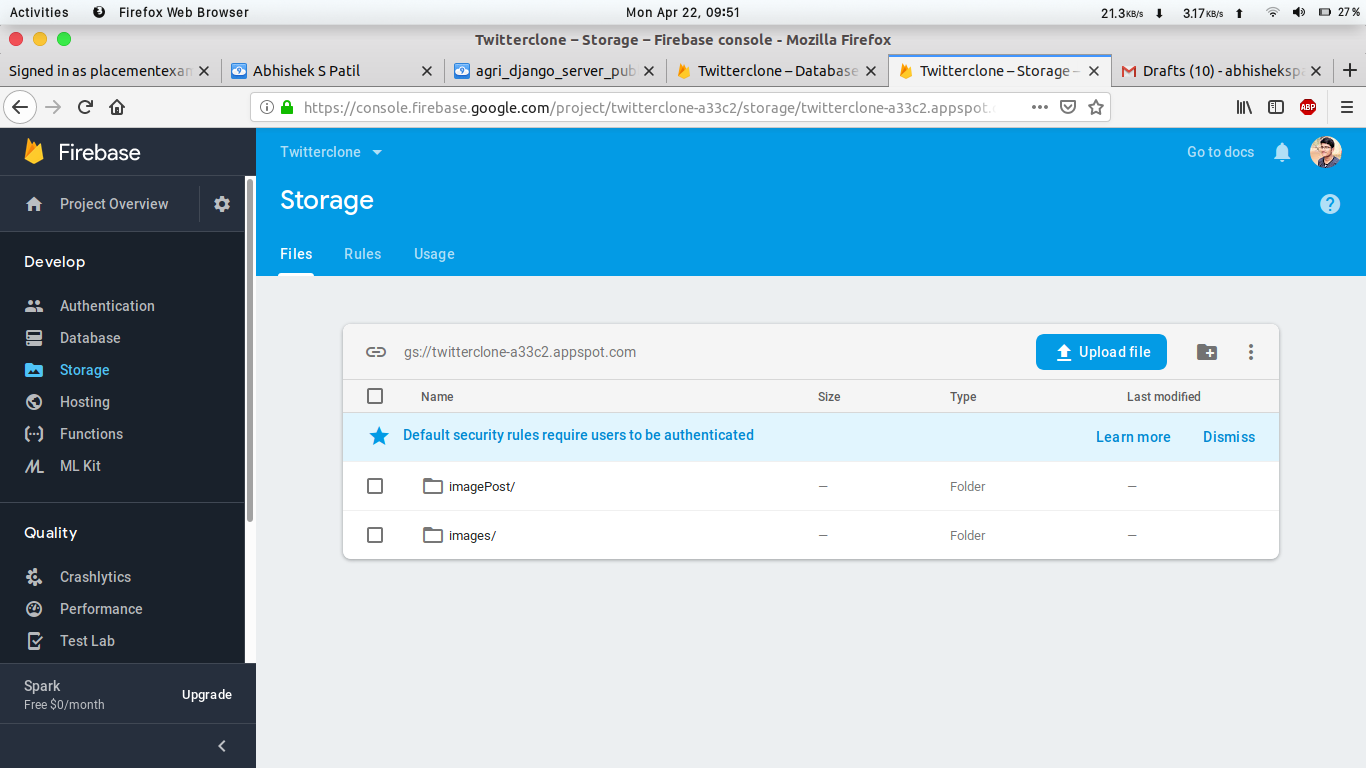 Activities Firefox Web Browser Mon Apr 22, 09:51 21.3KB/s 3.17KB/s 27%
Twitterclone – Storage – Firebase console - Mozilla Firefox
Signed in as placementexam Abhishek S Patil agri_django_server_pub Twitterclone – Database Twitterclone – Storage – Drafts (10) - abhishekspa
https://console.firebase.google.com/project/twitterclone-a33c2/storage/twitterclone-a33c2.appspot. ABP
Firebase
Twitterclone
Go to docs
Project Overview
Storage
Files Rules Usage
Develop
Authentication
Database
Storage
Hosting
Functions
ML Kit
Quality
Crashlytics
Performance
Test Lab
Spark
Free $0/month
Upgrade
gs://twitterclone-a33c2.appspot.com
Upload file
Name Size Type Last modified
Default security rules require users to be authenticated Learn more Dismiss
imagePost/ — Folder —
images/ — Folder —